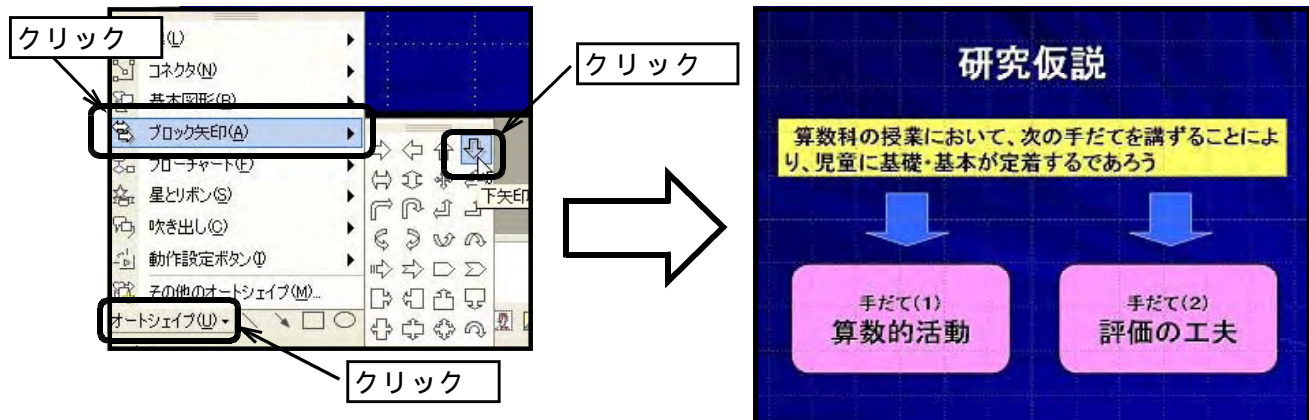 クリック
(L)
コネクタ(N)
基本図形(B)
ブロック矢印(A)
フローチャート(F)
星とリボン(S)
吹き出し(C)
動作設定ボタン(I)
その他のオートシェイプ(M)...
オートシェイプ(U)
クリック
下矢印
クリック
研究仮説
算数科の授業において、次の手だてを講ずることによ
り、児童に基礎・基本が定着するであろう
手だて(1)
算数的活動
手だて(2)
評価の工夫